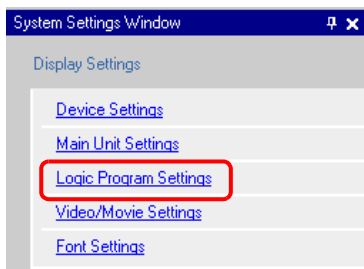 System Settings Window
Display Settings
Device Settings
Main Unit Settings
Logic Program Settings
Video/Movie Settings
Font Settings